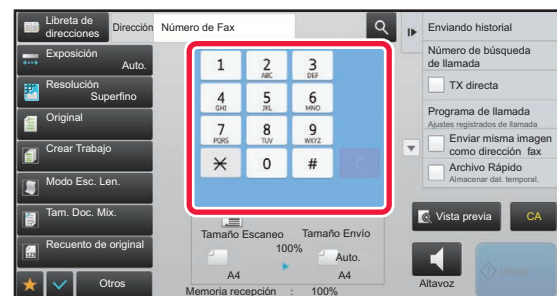 Libreta de
direcciones
Dirección
Número de Fax
Exposición
Auto.
Resolución
Superfino
Original
Crear Trabajo
Modo Esc. Len.
Tam. Doc. Mix.
Recuento de original
Otros
1
2
ABC
3
DEF
4
GHI
5
JKL
6
MNO
7
PQRS
8
TUV
9
WXYZ
0
#
C
Tamaño Escaneo
Tamaño Envío
100%
Auto.
A4
A4
Memoria recepción : 100%
Enviando historial
Número de búsqueda
de llamada
TX directa
Programa de llamada
Ajustes registrados de llamada
Enviar misma imagen
como dirección fax
Archivo Rápido
Almacenar dat. temporal.
Vista previa
CA
Altavoz